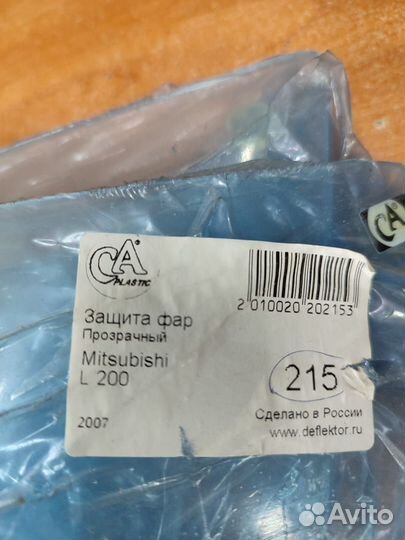 CA
PLASTIC
®
2 010020 202153
Защита фар
Прозрачный
Mitsubishi
L 200
215
2007
Сделано в России
www.deflektor.ru
CA
Avito